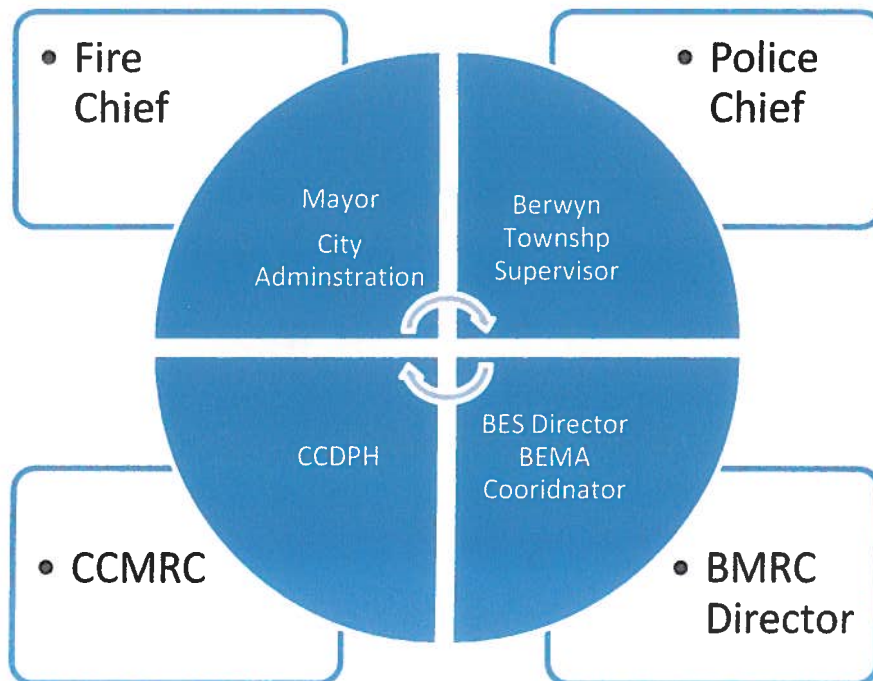 • Fire
Chief
• Police
Chief
Mayor
City
Adminstration
Berwyn
Townshp
Supervisor
CCDPH
BES Director
BEMA
Cooridnator
• CCMRC
• BMRC
Director